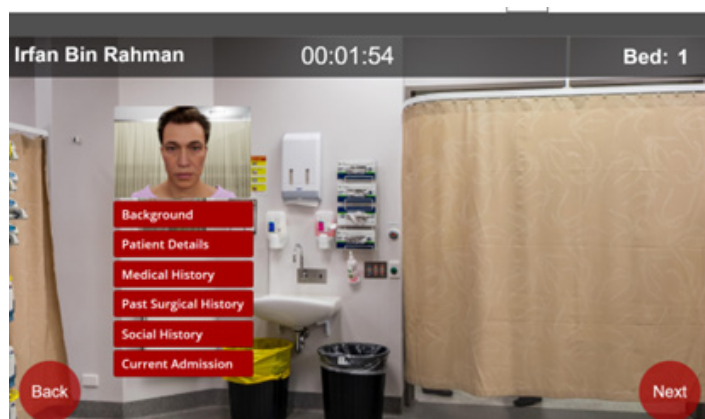 Irfan Bin Rahman 00:01:54 Bed: 1
Background
Patient Details
Medical History
Past Surgical History
Social History
Current Admission
Back Next